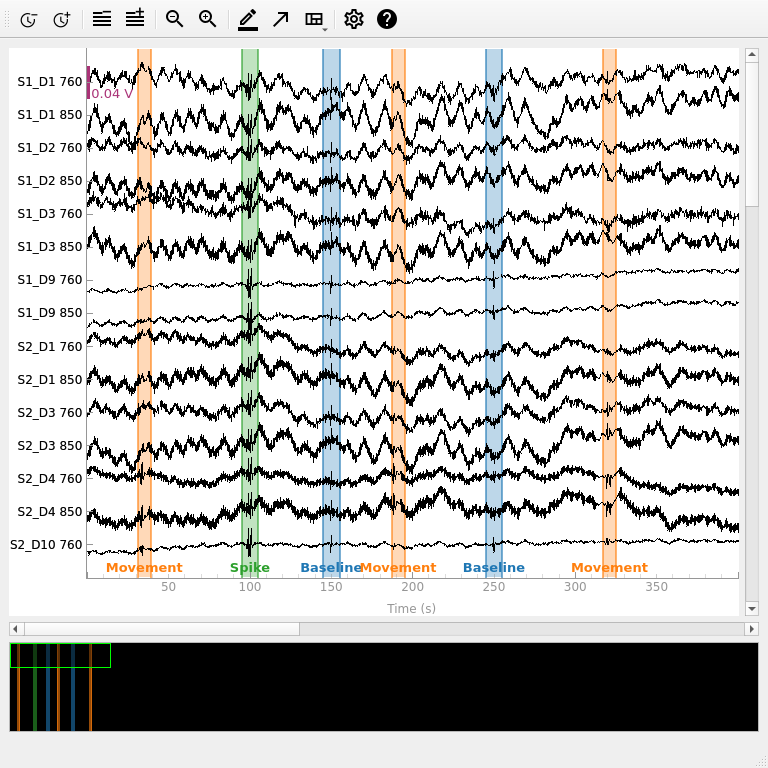 S1_D1 760
0.04 V
S1_D1 850
S1_D2 760
S1_D2 850
S1_D3 760
S1_D3 850
S1_D9 760
S1_D9 850
S2_D1 760
S2_D1 850
S2_D3 760
S2_D3 850
S2_D4 760
S2_D4 850
S2_D10 760
Movement Spike Baseline Movement Baseline Movement
50 100 150 200 250 300 350
Time (s)